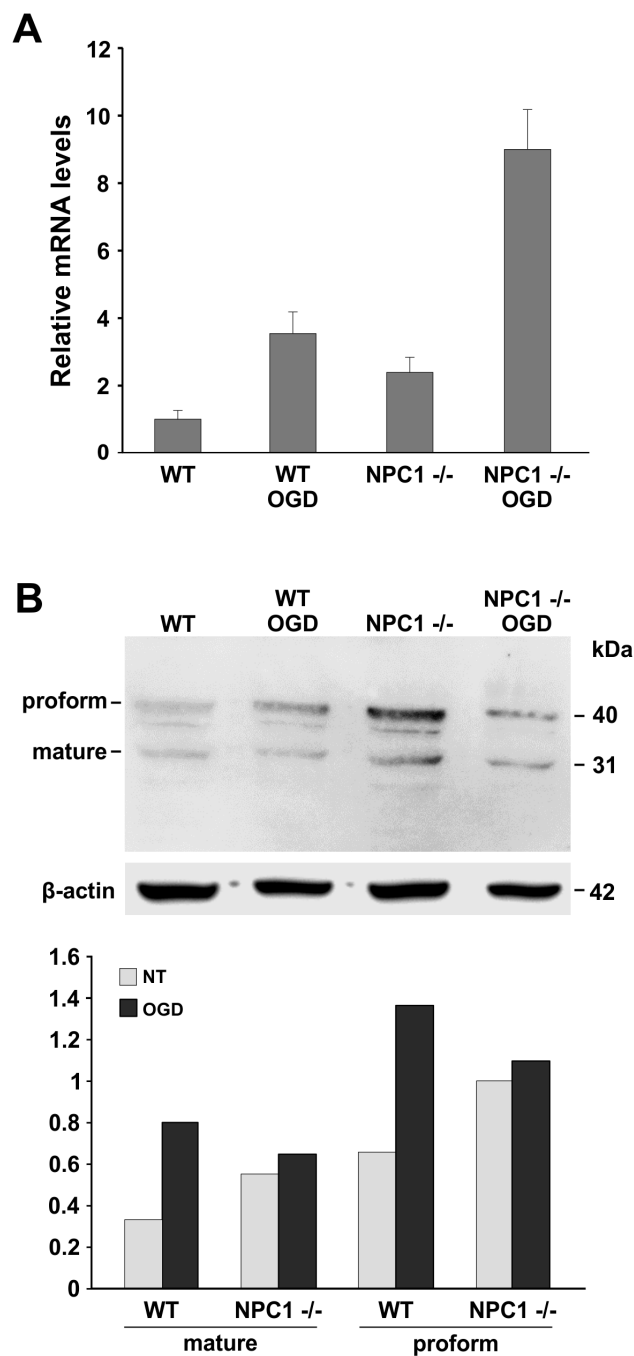 A
Relative mRNA levels
12
10
8
6
4
2
0
WT
WT
OGD
NPC1 -/-
NPC1 -/-
OGD
B
WT
WT
OGD
NPC1 -/-
NPC1 -/-
OGD
kDa
proform
40
mature
31
β-actin
42
1.6
1.4
1.2
1
0.8
0.6
0.4
0.2
0
NT
OGD
WT
NPC1 -/-
WT
NPC1 -/-
mature
proform